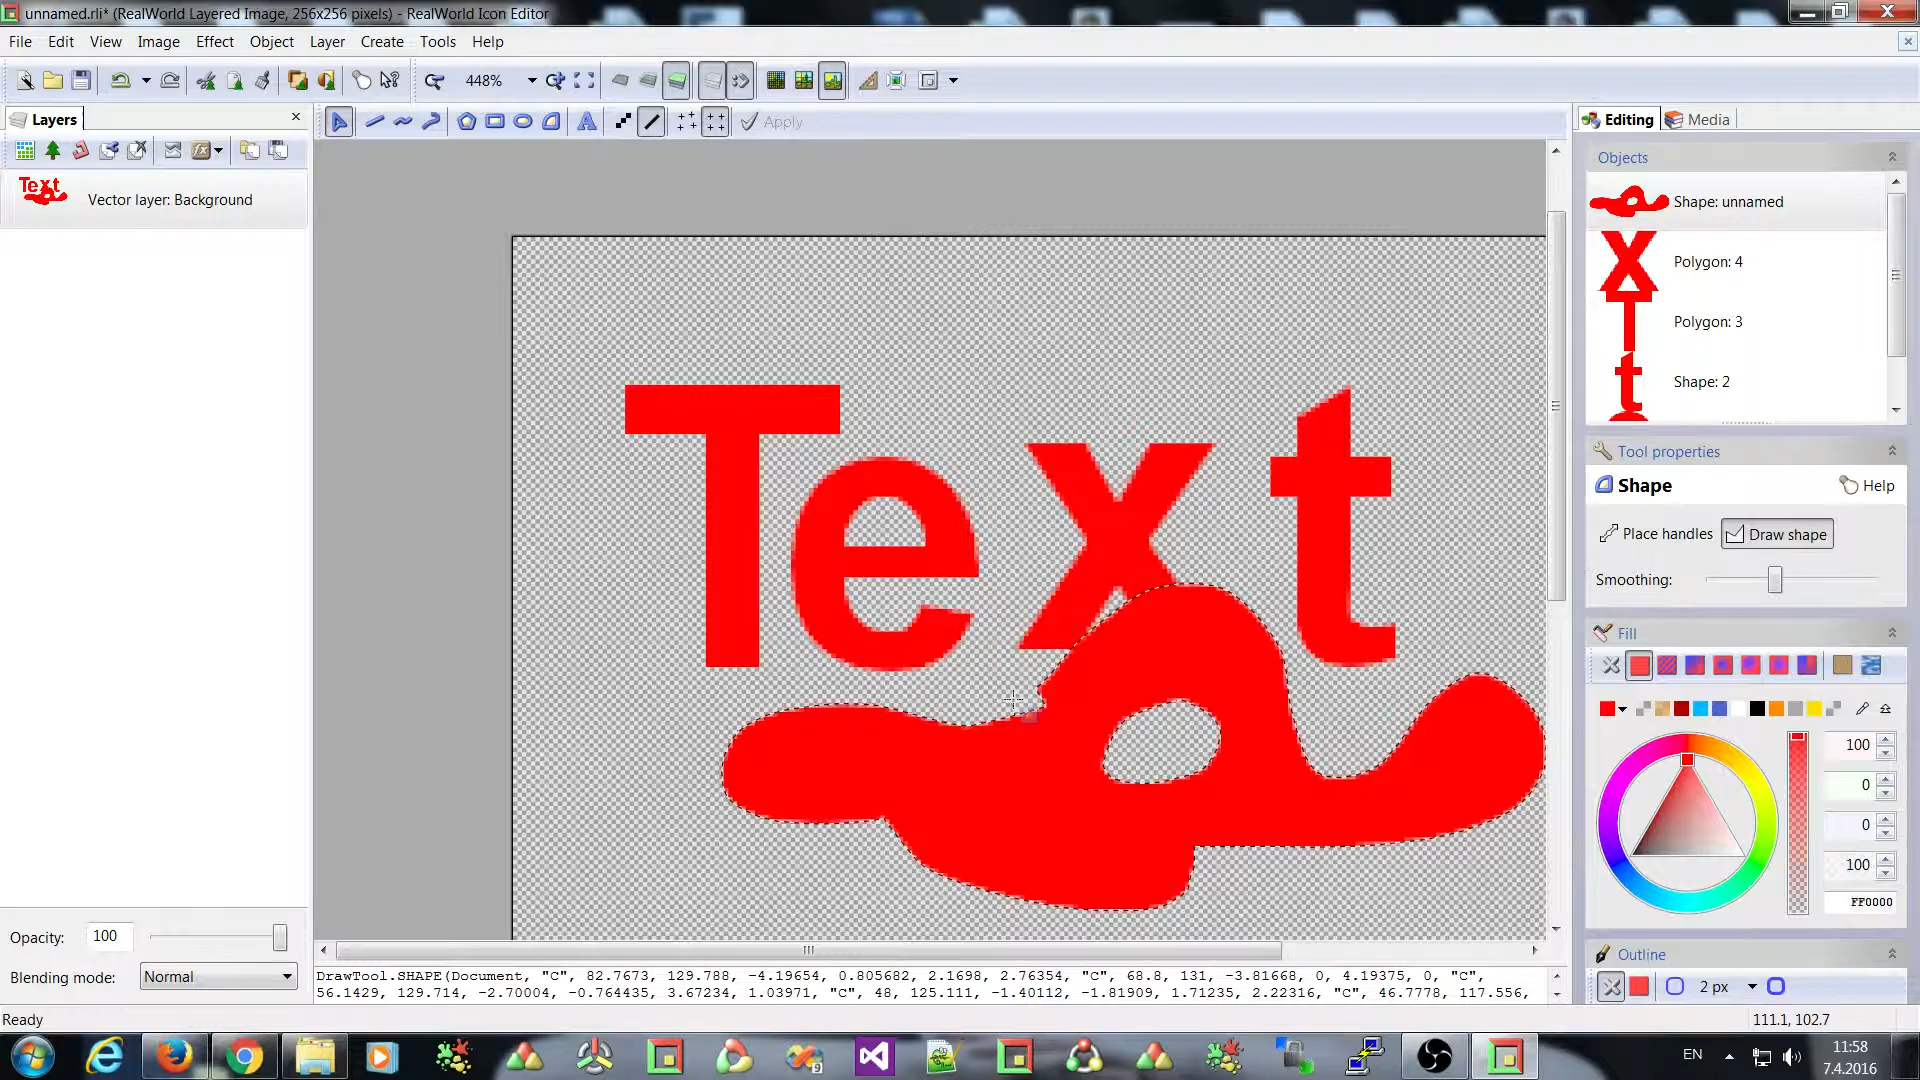 unnamed.rli* (RealWorld Layered Image, 256x256 pixels) - RealWorld Icon Editor
File Edit View Image Effect Object Layer Create Tools Help
448%
Layers
Apply
Editing Media
Text
Vector layer: Background
Objects
Shape: unnamed
Polygon: 4
Polygon: 3
Shape: 2
Text
Tool properties
Shape Help
Place handles Draw shape
Smoothing:
Fill
100
0
0
100
FF0000
Opacity: 100
Blending mode: Normal
DrawTool.SHAPE(Document, "C", 82.7673, 129.788, -4.19654, 0.805682, 2.1698, 2.76354, "C", 68.8, 131, -3.81668, 0, 4.19375, 0, "C",
56.1429, 129.714, -2.70004, -0.764435, 3.67234, 1.03971, "C", 48, 125.111, -1.40112, -1.81909, 1.71235, 2.22316, "C", 46.7778, 117.556,
Outline
2 px
Ready
111.1, 102.7
EN
11:58
7.4.2016